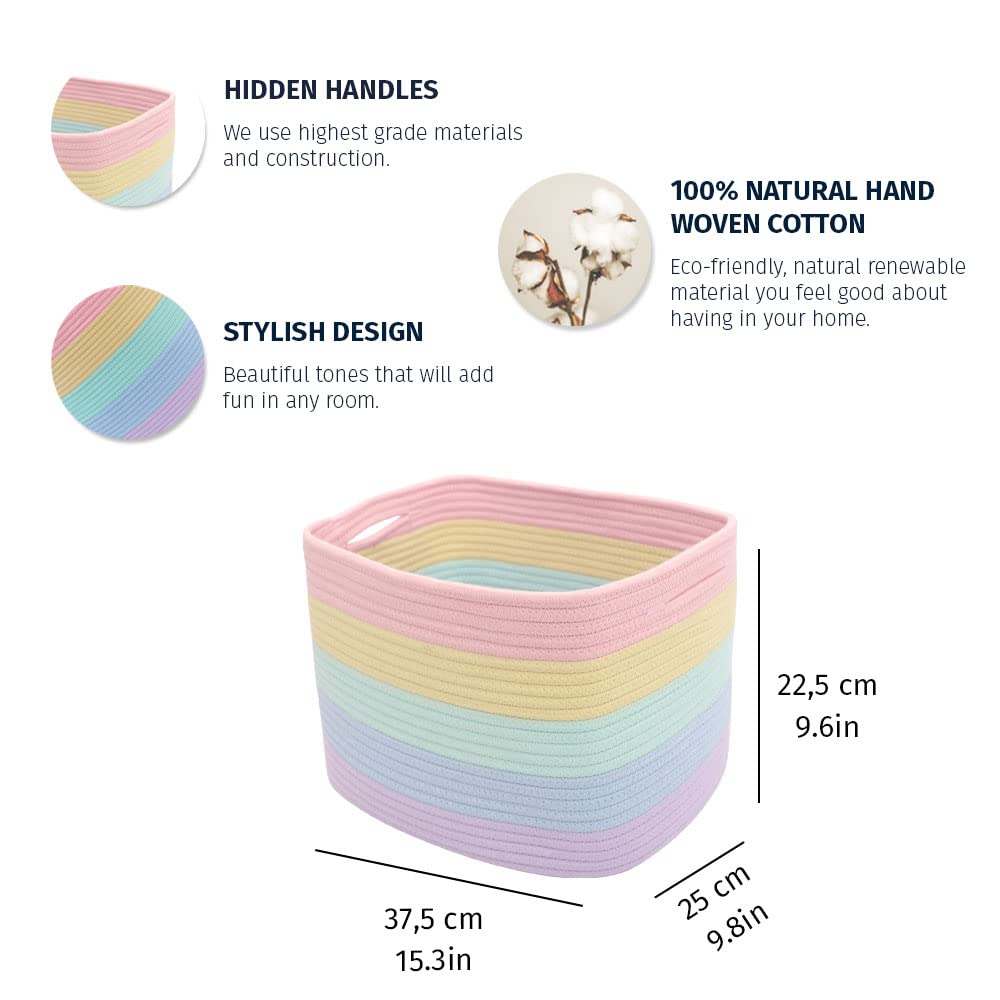 HIDDEN HANDLES
We use highest grade materials
and construction.
100% NATURAL HAND
WOVEN COTTON
Eco-friendly, natural renewable
material you feel good about
having in your home.
STYLISH DESIGN
Beautiful tones that will add
fun in any room.
22,5 cm
9.6in
25 cm
9.8in
37,5 cm
15.3in